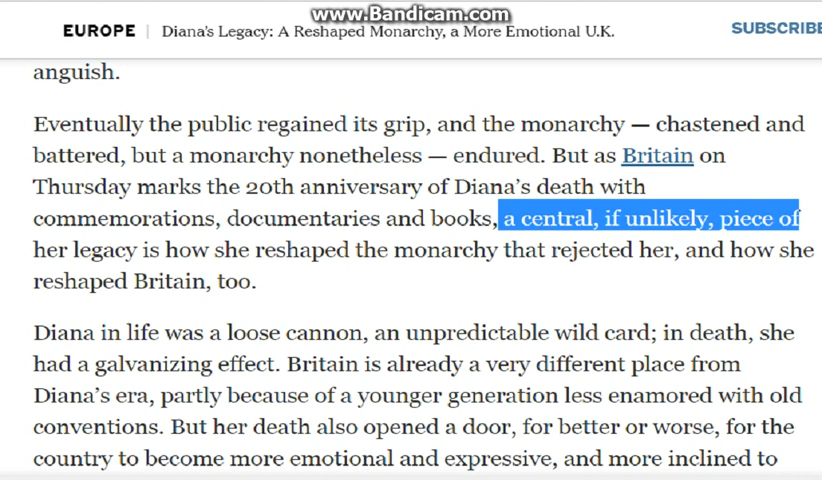 www.Bandicam.com
EUROPE | Diana's Legacy: A Reshaped Monarchy, a More Emotional U.K. SUBSCRIBE
anguish.
Eventually the public regained its grip, and the monarchy — chastened and
battered, but a monarchy nonetheless — endured. But as Britain on
Thursday marks the 20th anniversary of Diana's death with
commemorations, documentaries and books, a central, if unlikely, piece of
her legacy is how she reshaped the monarchy that rejected her, and how she
reshaped Britain, too.
Diana in life was a loose cannon, an unpredictable wild card; in death, she
had a galvanizing effect. Britain is already a very different place from
Diana's era, partly because of a younger generation less enamored with old
conventions. But her death also opened a door, for better or worse, for the
country to become more emotional and expressive, and more inclined to